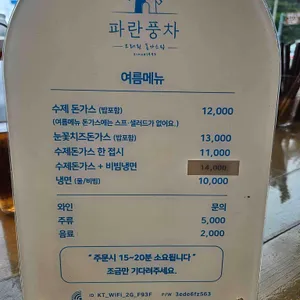 파란풍차
Since1995
여름메뉴
수제 돈가스 (밥포함) 12,000
(여름메뉴 돈가스에는 스프·샐러드가 없어요.)
눈꽃치즈돈가스 (밥포함) 13,000
수제돈가스 한 접시 11,000
수제돈가스 + 비빔냉면 14,000
냉면 (물/비빔) 10,000
와인 문의
주류 5,000
음료 2,000
“ 주문시 15~20분 소요됩니다 ”
조금만 기다려주세요.
ID KT_WiFi_2G_F93F P/W 3zde6fz563